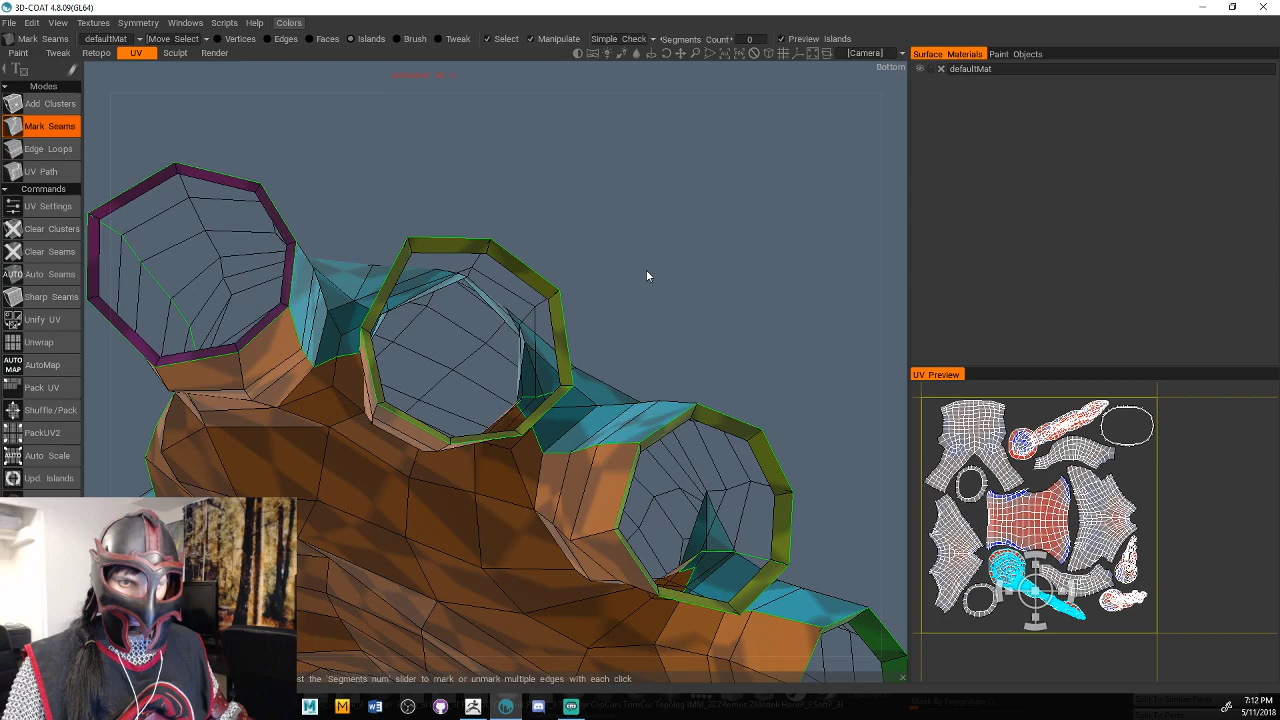 3D-COAT 4.8.09(GL64)
File Edit View Textures Symmetry Windows Scripts Help Colors
Mark Seams defaultMat [Move Select Vertices Edges Faces Islands Brush Tweak Select Manipulate Simple Check Segments Count: 0 Preview Islands
Paint Tweak Retopo UV Sculpt Render [Camera] Surface Materials Paint Objects
Bottom
defaultMat
Modes
Add Clusters
Mark Seams
Edge Loops
UV Path
Commands
UV Settings
Clear Clusters
Clear Seams
AUTO Auto Seams
Sharp Seams
Unify UV
Unwrap
AUTO MAP AutoMap
Pack UV
Shuffle/Pack
PackUV2
Auto Scale
Upd. Islands
UV Preview
st the 'Segments num' slider to mark or unmark multiple edges with each click
7:12 PM
5/11/2018